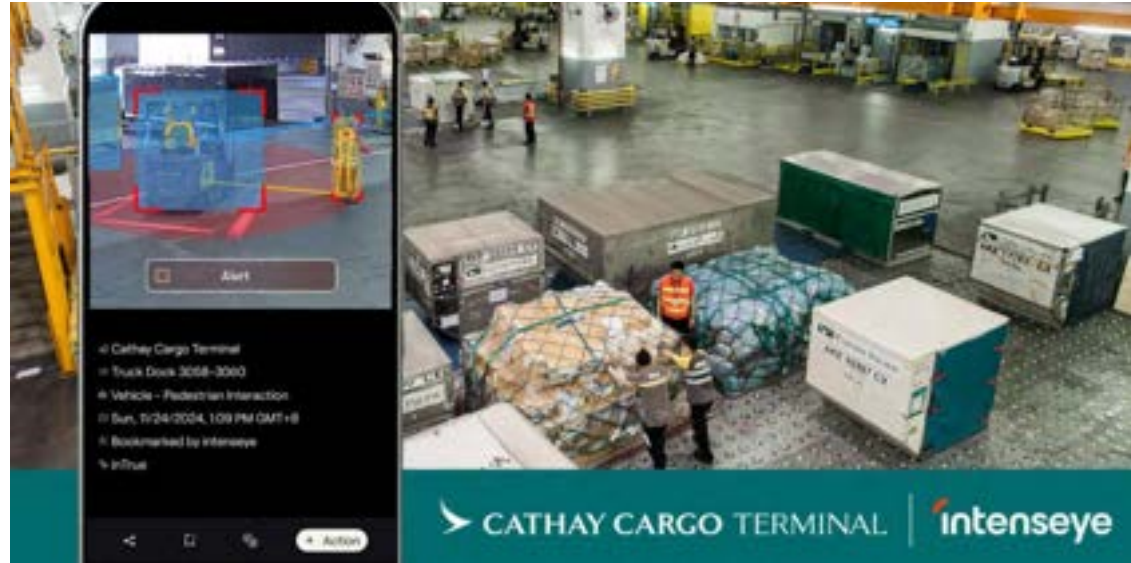 Alert
Cathay Cargo Terminal
Truck Dock 3058-3060
Vehicle - Pedestrian Interaction
Sun, 11/24/2024, 1:09 PM GMT+8
Bookmarked by intenseye
InTrue
+ Action
CATHAY CARGO TERMINAL
intenseye